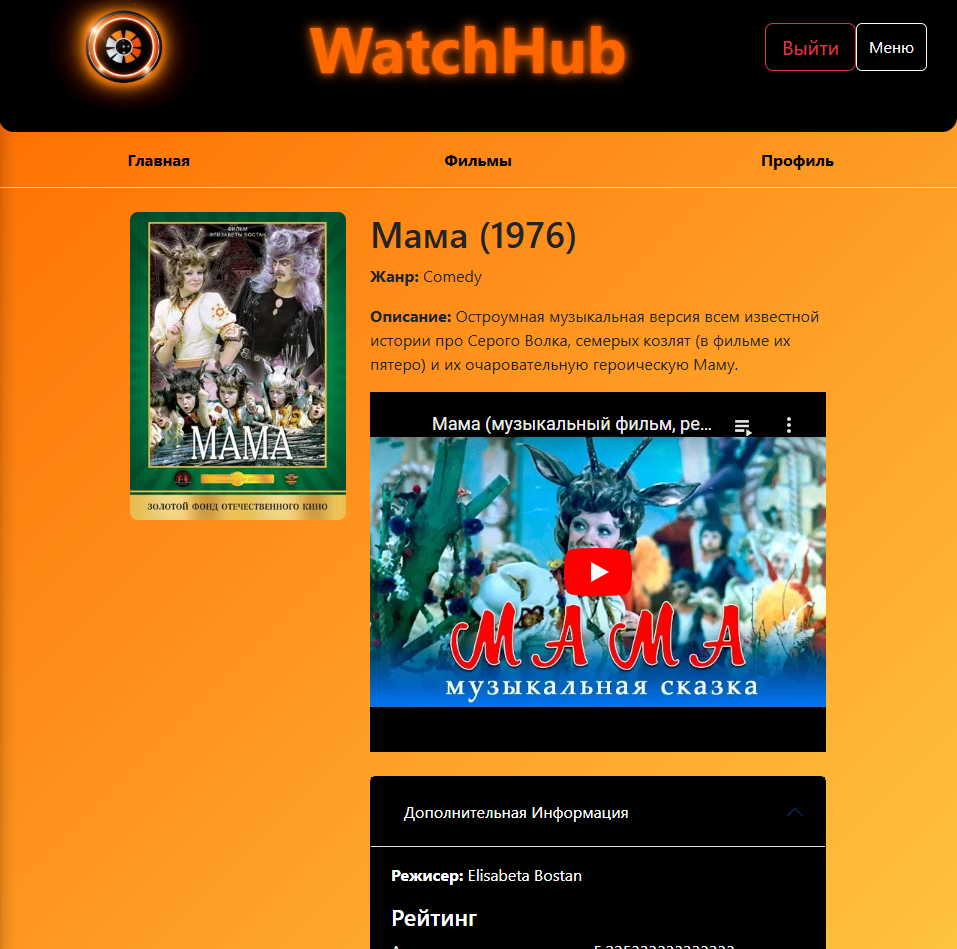 WatchHub
Выйти
Меню
Главная
Фильмы
Профиль
ФИЛЬМ
ЭЛИЗАБЕТЫ БОСТАН
МАМА
ЗОЛОТОЙ ФОНД ОТЕЧЕСТВЕННОГО КИНО
Мама (1976)
Жанр: Comedy
Описание: Остроумная музыкальная версия всем известной
истории про Серого Волка, семерых козлят (в фильме их
пятеро) и их очаровательную героическую Маму.
Мама (музыкальный фильм, ре...
МАМА
музыкальная сказка
Дополнительная Информация
Режисер: Elisabeta Bostan
Рейтинг